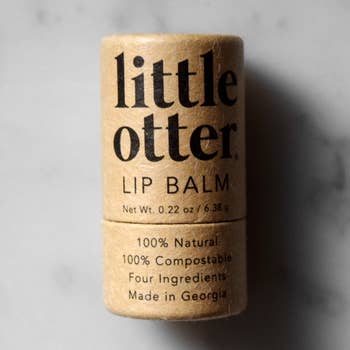 little
otter
LIP BALM
Net Wt. 0.22 oz / 6.38 g
100% Natural
100% Compostable
Four Ingredients
Made in Georgia